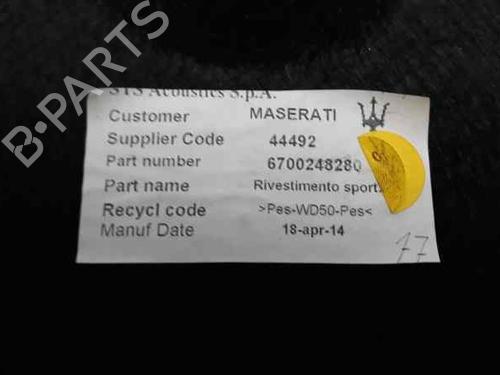 STS Acoustics S.p.A.
Customer MASERATI
Supplier Code 44492
Part number 6700248280
Part name Rivestimento sport.
Recycl code >Pes-WD50-Pes<
Manuf Date 18-apr-14
77
B-PARTS